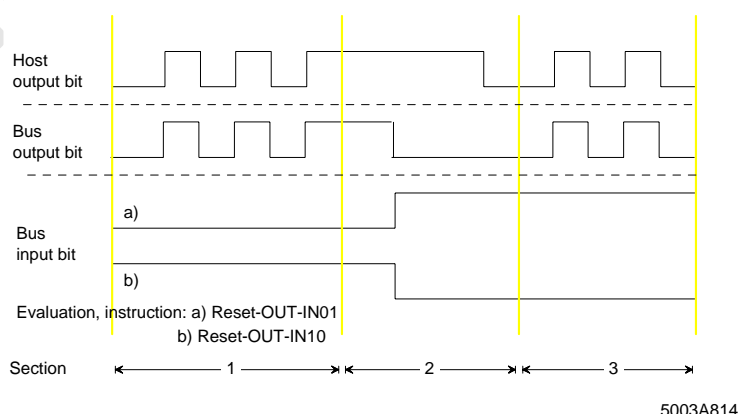 Host
output bit
Bus
output bit
a)
Bus
input bit
b)
Evaluation, instruction: a) Reset-OUT-IN01
b) Reset-OUT-IN10
Section 1 2 3
5003A814